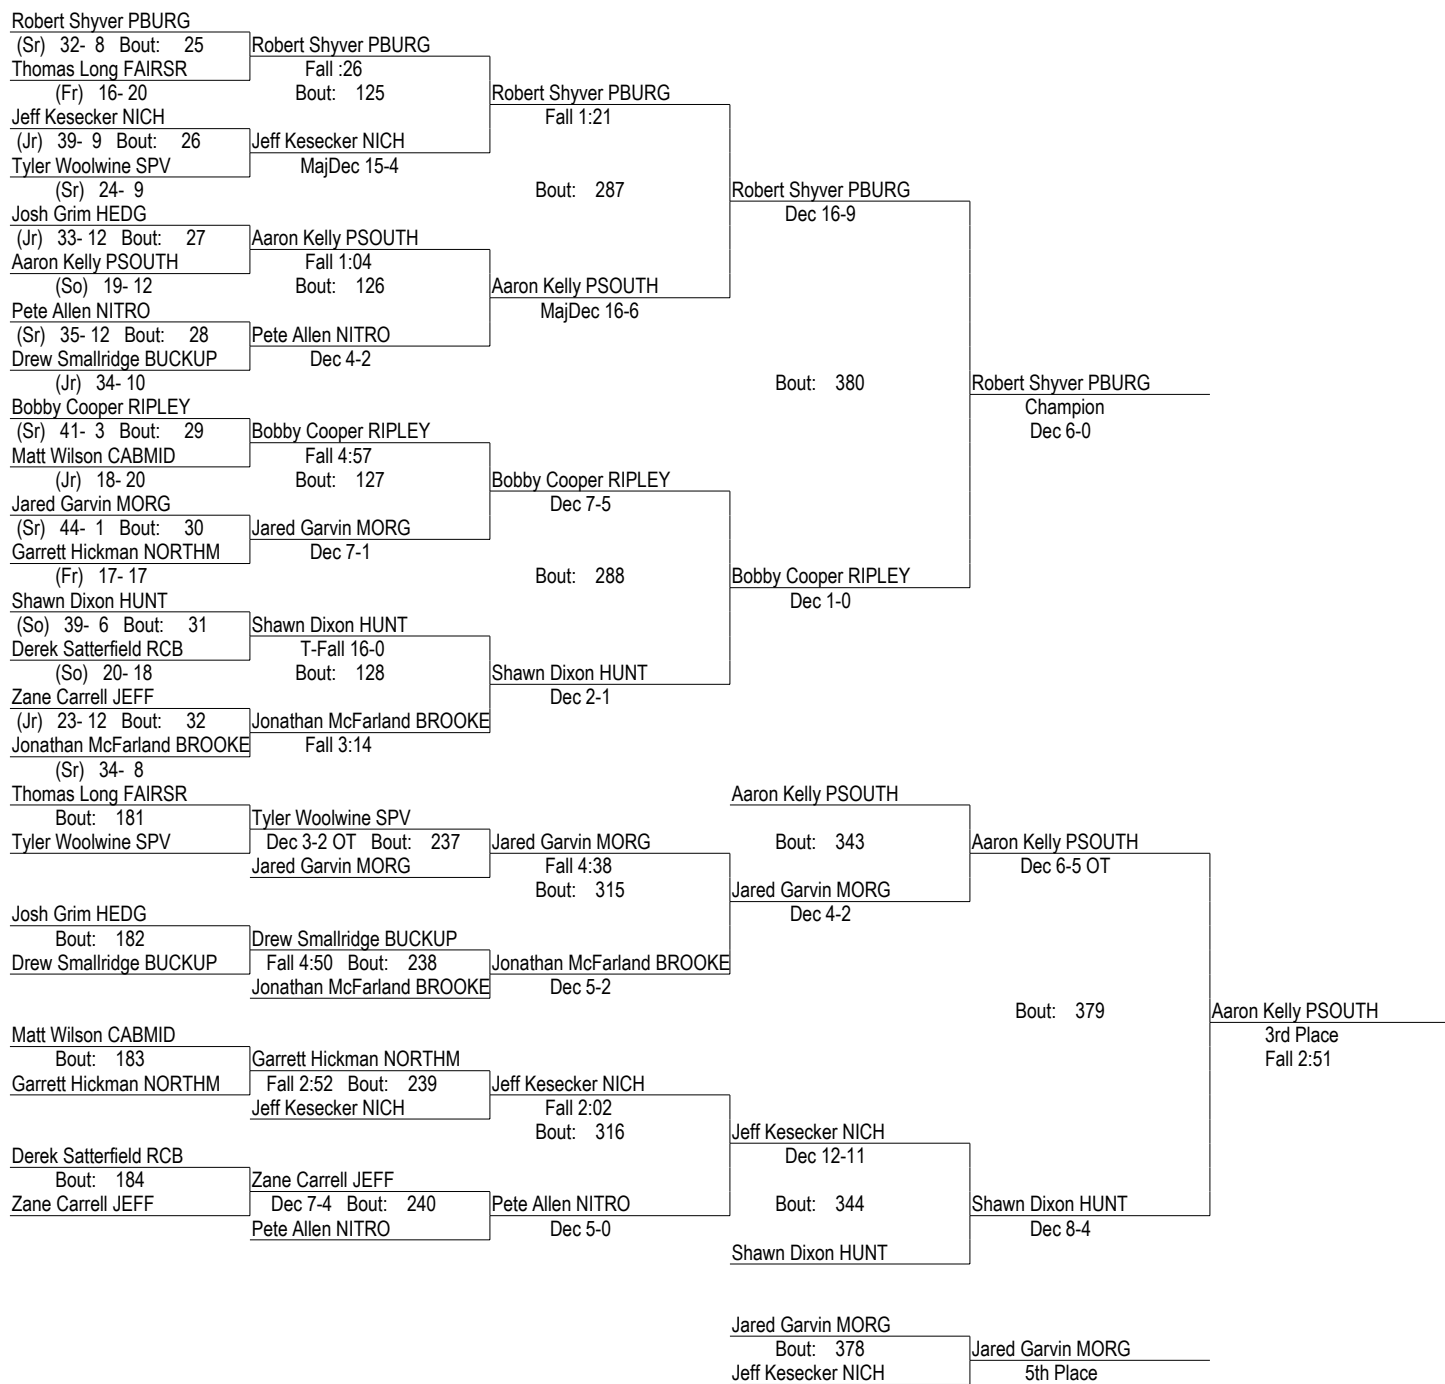 Robert Shyver PBURG
(Sr) 32- 8 Bout: 25 Robert Shyver PBURG
Thomas Long FAIRSR Fall :26
(Fr) 16- 20 Bout: 125 Robert Shyver PBURG
Jeff Kesecker NICH Fall 1:21
(Jr) 39- 9 Bout: 26 Jeff Kesecker NICH
Tyler Woolwine SPV MajDec 15-4
(Sr) 24- 9 Bout: 287 Robert Shyver PBURG
Josh Grim HEDG Dec 16-9
(Jr) 33- 12 Bout: 27 Aaron Kelly PSOUTH
Aaron Kelly PSOUTH Fall 1:04
(So) 19- 12 Bout: 126 Aaron Kelly PSOUTH
Pete Allen NITRO MajDec 16-6
(Sr) 35- 12 Bout: 28 Pete Allen NITRO
Drew Smallridge BUCKUP Dec 4-2
(Jr) 34- 10 Bout: 380 Robert Shyver PBURG
Bobby Cooper RIPLEY Champion
(Sr) 41- 3 Bout: 29 Bobby Cooper RIPLEY Dec 6-0
Matt Wilson CABMID Fall 4:57
(Jr) 18- 20 Bout: 127 Bobby Cooper RIPLEY
Jared Garvin MORG Dec 7-5
(Sr) 44- 1 Bout: 30 Jared Garvin MORG
Garrett Hickman NORTHM Dec 7-1
(Fr) 17- 17 Bout: 288 Bobby Cooper RIPLEY
Shawn Dixon HUNT Dec 1-0
(So) 39- 6 Bout: 31 Shawn Dixon HUNT
Derek Satterfield RCB T-Fall 16-0
(So) 20- 18 Bout: 128 Shawn Dixon HUNT
Zane Carrell JEFF Dec 2-1
(Jr) 23- 12 Bout: 32 Jonathan McFarland BROOKE
Jonathan McFarland BROOKE Fall 3:14
(Sr) 34- 8
Thomas Long FAIRSR Aaron Kelly PSOUTH
Bout: 181 Tyler Woolwine SPV
Tyler Woolwine SPV Dec 3-2 OT Bout: 237 Jared Garvin MORG Bout: 343 Aaron Kelly PSOUTH
Jared Garvin MORG Fall 4:38 Dec 6-5 OT
Bout: 315 Jared Garvin MORG
Josh Grim HEDG Dec 4-2
Bout: 182 Drew Smallridge BUCKUP
Drew Smallridge BUCKUP Fall 4:50 Bout: 238 Jonathan McFarland BROOKE
Jonathan McFarland BROOKE Dec 5-2
Bout: 379 Aaron Kelly PSOUTH
Matt Wilson CABMID 3rd Place
Bout: 183 Garrett Hickman NORTHM Fall 2:51
Garrett Hickman NORTHM Fall 2:52 Bout: 239 Jeff Kesecker NICH
Jeff Kesecker NICH Fall 2:02
Bout: 316 Jeff Kesecker NICH
Derek Satterfield RCB Dec 12-11
Bout: 184 Zane Carrell JEFF
Zane Carrell JEFF Dec 7-4 Bout: 240 Pete Allen NITRO Bout: 344 Shawn Dixon HUNT
Pete Allen NITRO Dec 5-0 Dec 8-4
Shawn Dixon HUNT
Jared Garvin MORG
Bout: 378 Jared Garvin MORG
Jeff Kesecker NICH 5th Place